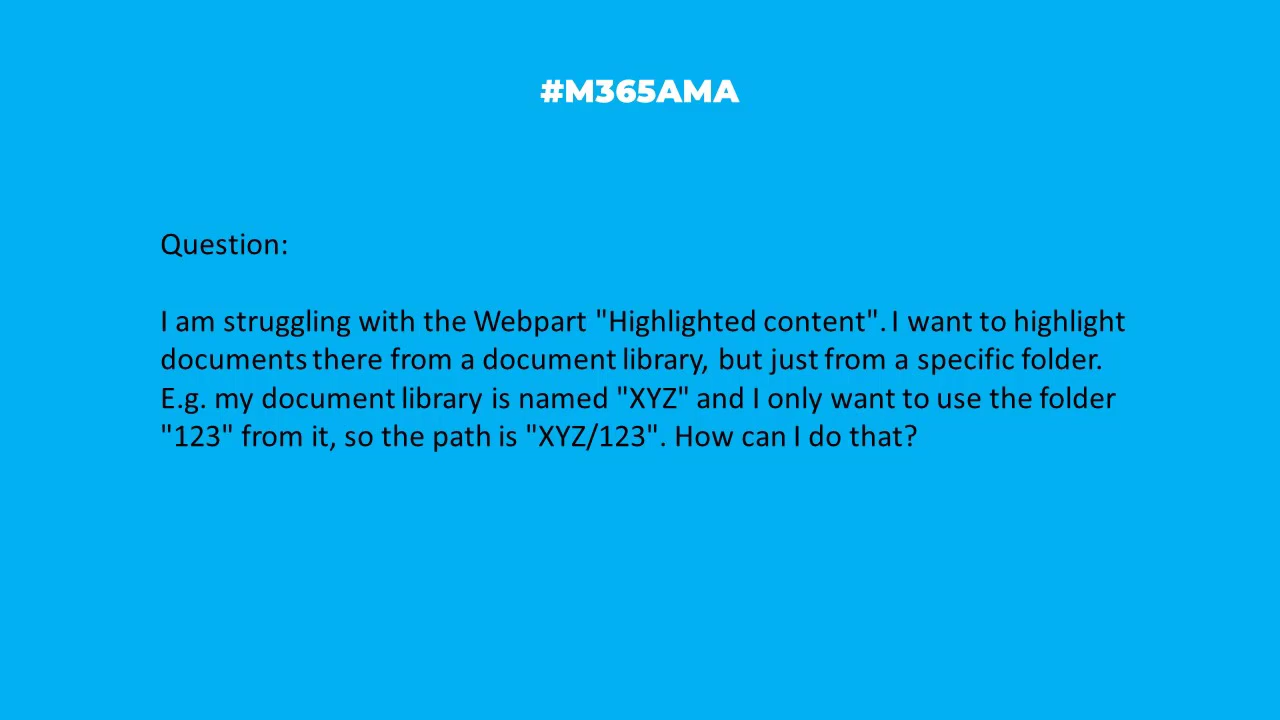 #M365AMA
Question:
I am struggling with the Webpart "Highlighted content". I want to highlight
documents there from a document library, but just from a specific folder.
E.g. my document library is named "XYZ" and I only want to use the folder
"123" from it, so the path is "XYZ/123". How can I do that?